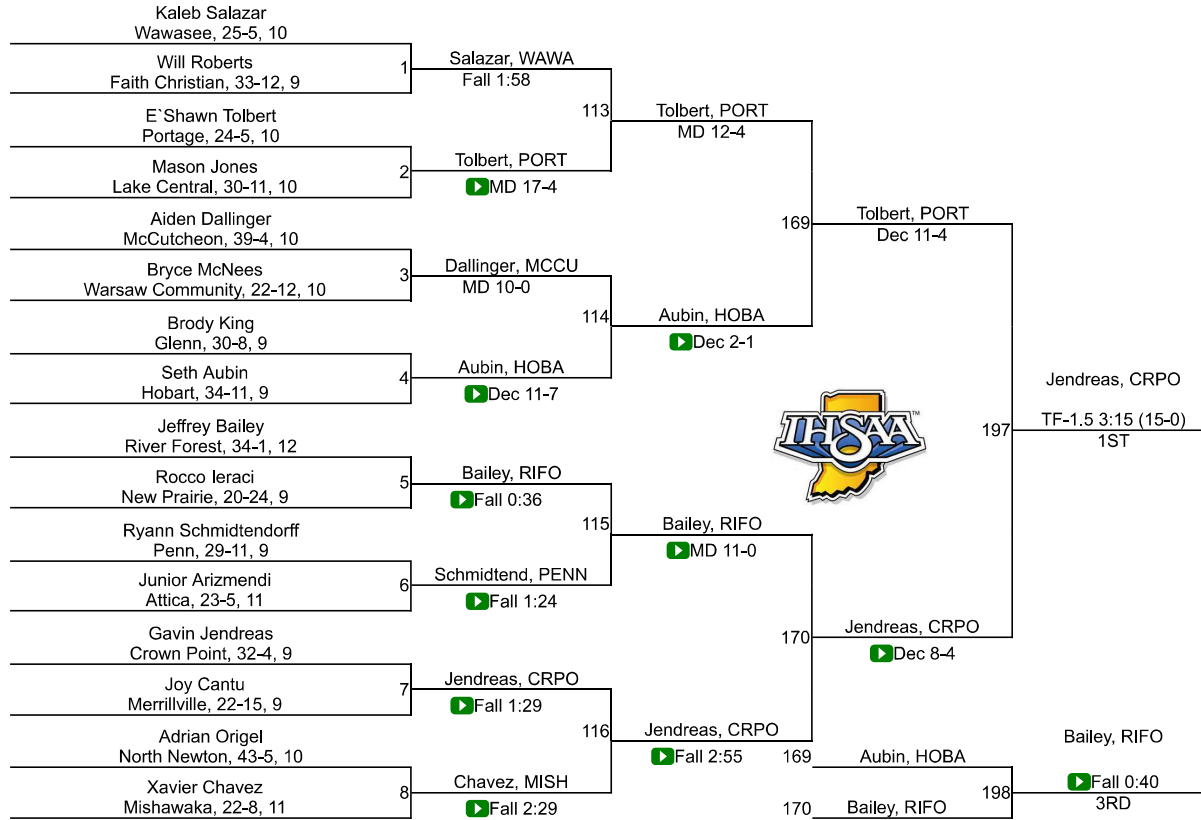 Kaleb Salazar
Wawasee, 25-5, 10
Will Roberts
Faith Christian, 33-12, 9
E`Shawn Tolbert
Portage, 24-5, 10
Mason Jones
Lake Central, 30-11, 10
Aiden Dallinger
McCutcheon, 39-4, 10
Bryce McNees
Warsaw Community, 22-12, 10
Brody King
Glenn, 30-8, 9
Seth Aubin
Hobart, 34-11, 9
Jeffrey Bailey
River Forest, 34-1, 12
Rocco Ieraci
New Prairie, 20-24, 9
Ryann Schmidtendorff
Penn, 29-11, 9
Junior Arizmendi
Attica, 23-5, 11
Gavin Jendreas
Crown Point, 32-4, 9
Joy Cantu
Merrillville, 22-15, 9
Adrian Origel
North Newton, 43-5, 10
Xavier Chavez
Mishawaka, 22-8, 11
1
Salazar, WAWA
Fall 1:58
2
Tolbert, PORT
MD 17-4
3
Dallinger, MCCU
MD 10-0
4
Aubin, HOBA
Dec 11-7
5
Bailey, RIFO
Fall 0:36
6
Schmidtend, PENN
Fall 1:24
7
Jendreas, CRPO
Fall 1:29
8
Chavez, MISH
Fall 2:29
113
Tolbert, PORT
MD 12-4
114
Aubin, HOBA
Dec 2-1
115
Bailey, RIFO
MD 11-0
116
Jendreas, CRPO
Fall 2:55
169
Tolbert, PORT
Dec 11-4
170
Jendreas, CRPO
Dec 8-4
IHSAA
TM
197
Jendreas, CRPO
TF-1.5 3:15 (15-0)
1ST
169
Aubin, HOBA
170
Bailey, RIFO
198
Bailey, RIFO
Fall 0:40
3RD